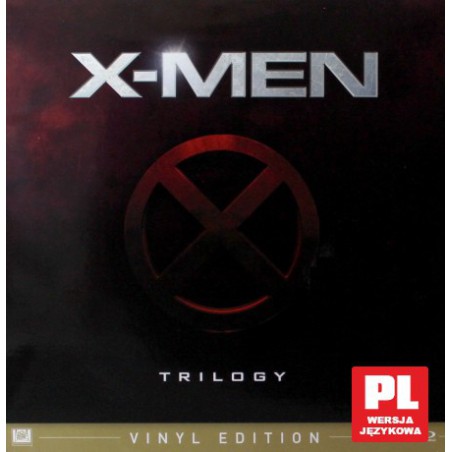 X-MEN
TRILOGY
PL
WERSJA
JĘZYKOWA
VINYL EDITION